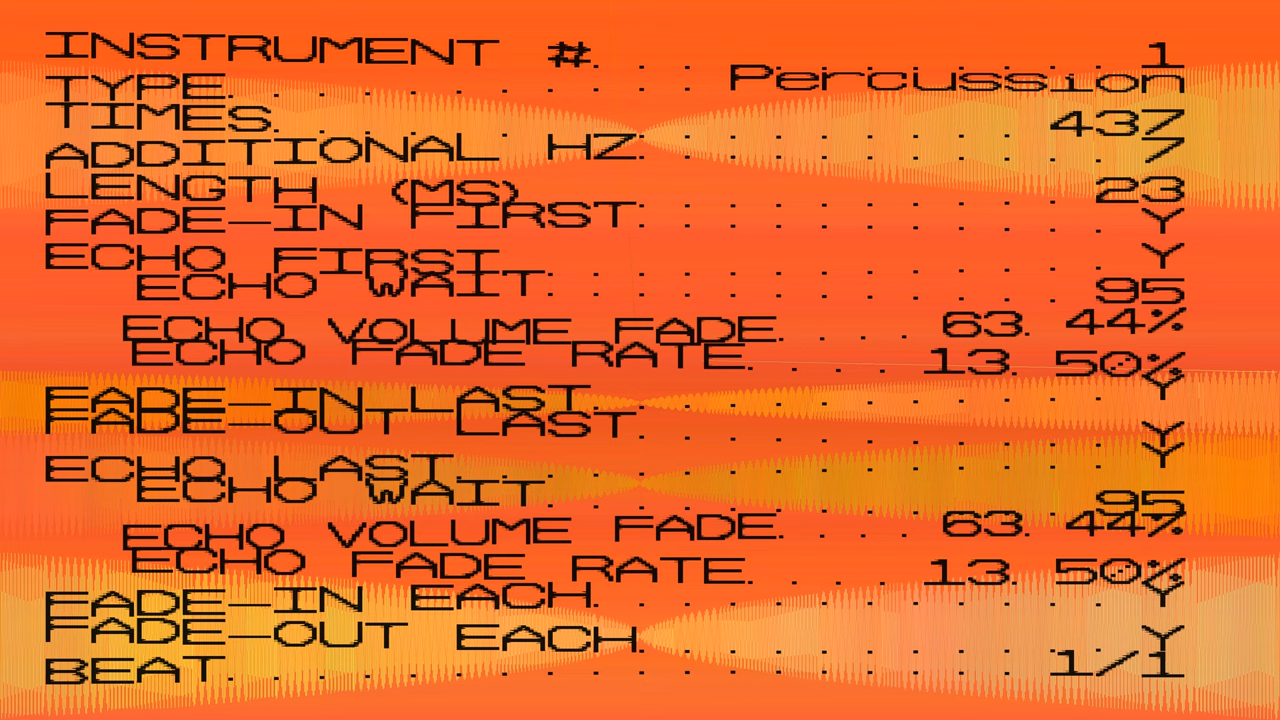 INSTRUMENT #. . . . . . . . . . . . 1
TYPE. . . . . . . . . . . Percussion
TIMES. . . . . . . . . . . . . . . . . 437
ADDITIONAL HZ. . . . . . . . . . . 7
LENGTH (MS). . . . . . . . . . . . . 23
FADE-IN FIRST. . . . . . . . . . . Y
ECHO FIRST. . . . . . . . . . . . . Y
ECHO WAIT. . . . . . . . . . . . 95
ECHO VOLUME FADE. . . . 63. 44%
ECHO FADE RATE. . . . . 13. 50%
FADE-IN LAST. . . . . . . . . . . . Y
FADE-OUT LAST. . . . . . . . . . . Y
ECHO LAST. . . . . . . . . . . . . . Y
ECHO WAIT. . . . . . . . . . . . 95
ECHO VOLUME FADE. . . . 63. 44%
ECHO FADE RATE. . . . . 13. 50%
FADE-IN EACH. . . . . . . . . . . . Y
FADE-OUT EACH. . . . . . . . . . . Y
BEAT. . . . . . . . . . . . . . . . . . 1/1